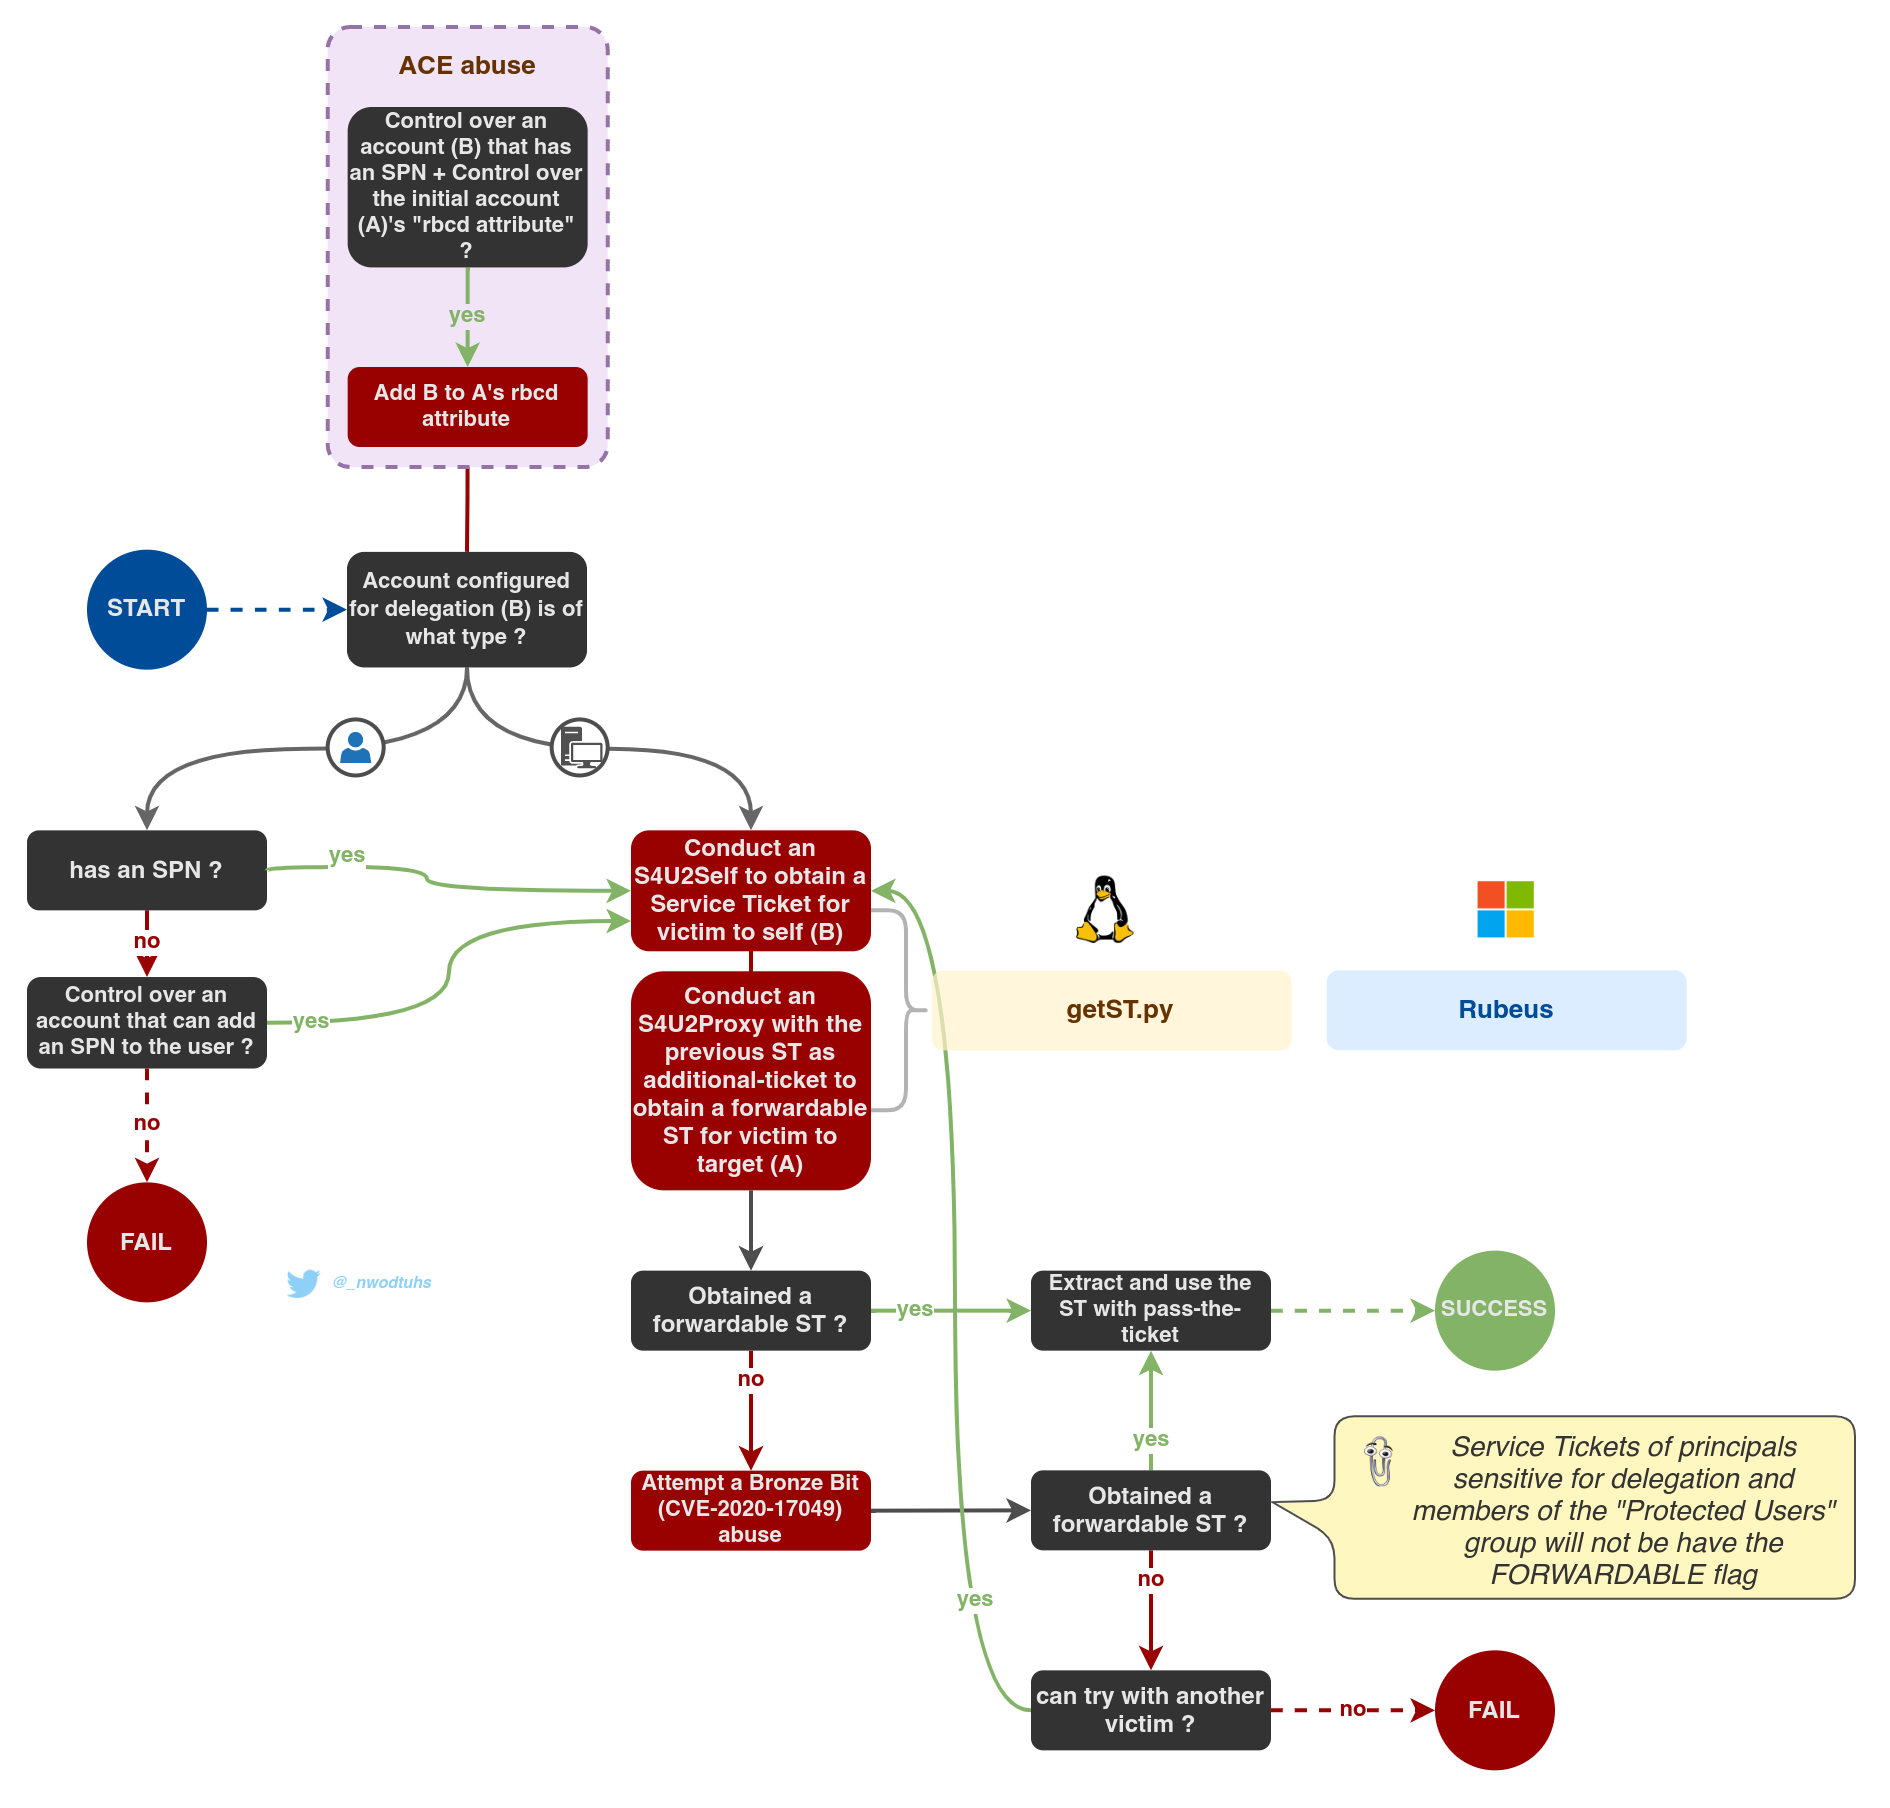 ACE abuse
Control over an
account (B) that has
an SPN + Control over
the initial account
(A)'s "rbcd attribute"
?
yes
Add B to A's rbcd
attribute
START
Account configured
for delegation (B) is of
what type ?
has an SPN ?
yes
no
Control over an
account that can add
an SPN to the user ?
yes
no
FAIL
@_nwodtuhs
Conduct an
S4U2Self to obtain a
Service Ticket for
victim to self (B)
Conduct an
S4U2Proxy with the
previous ST as
additional-ticket to
obtain a forwardable
ST for victim to
target (A)
getST.py
Rubeus
Obtained a
forwardable ST ?
yes
Extract and use the
ST with pass-the-
ticket
SUCCESS
no
Attempt a Bronze Bit
(CVE-2020-17049)
abuse
yes
Obtained a
forwardable ST ?
Service Tickets of principals
sensitive for delegation and
members of the "Protected Users"
group will not be have the
FORWARDABLE flag
no
yes
can try with another
victim ?
no
FAIL